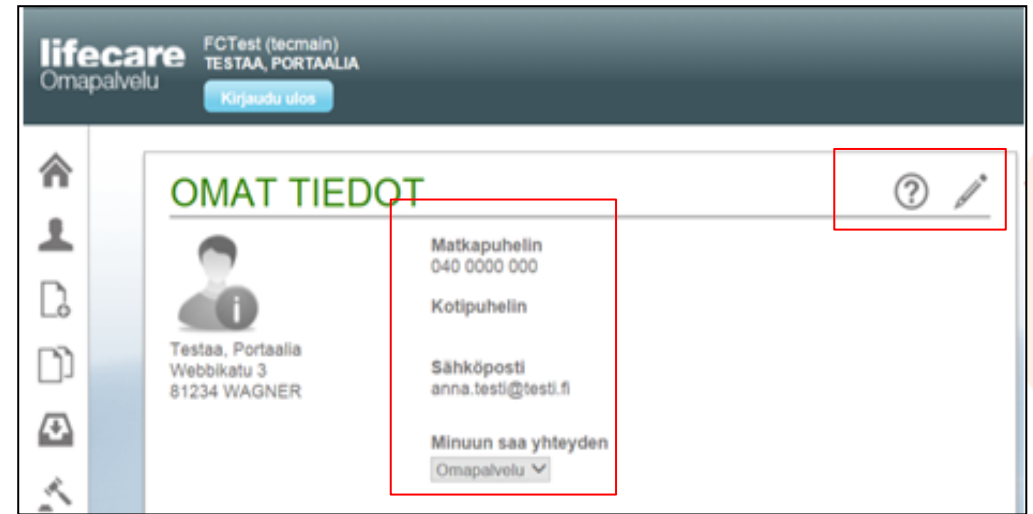 lifecare
Omapalvelu
FCTest (tecmain)
TESTAA, PORTAALIA
Kirjaudu ulos
OMAT TIEDOT
Testaa, Portaalia
Webbikatu 3
81234 WAGNER
Matkapuhelin
040 0000 000
Kotipuhelin
Sähköposti
anna.testi@testi.fi
Minuun saa yhteyden
Omapalvelu